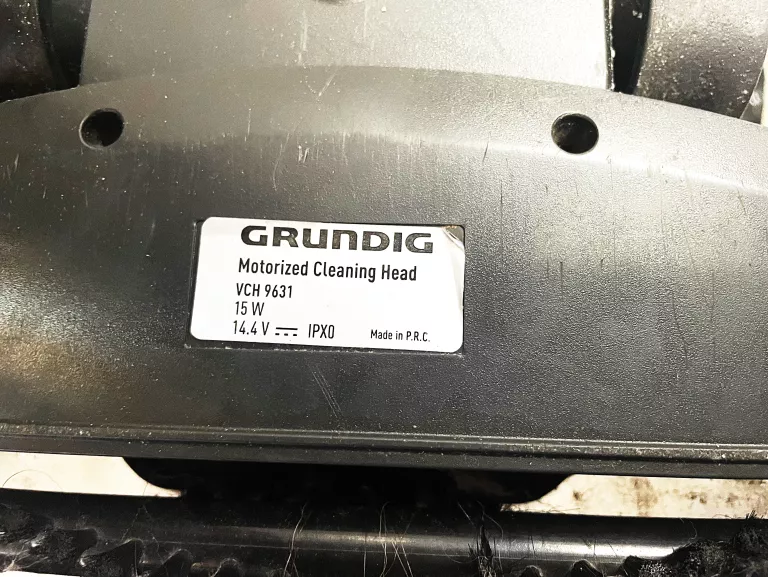 GRUNDIG
Motorized Cleaning Head
VCH 9631
15 W
14.4 V ⎓ IPX0 Made in P.R.C.